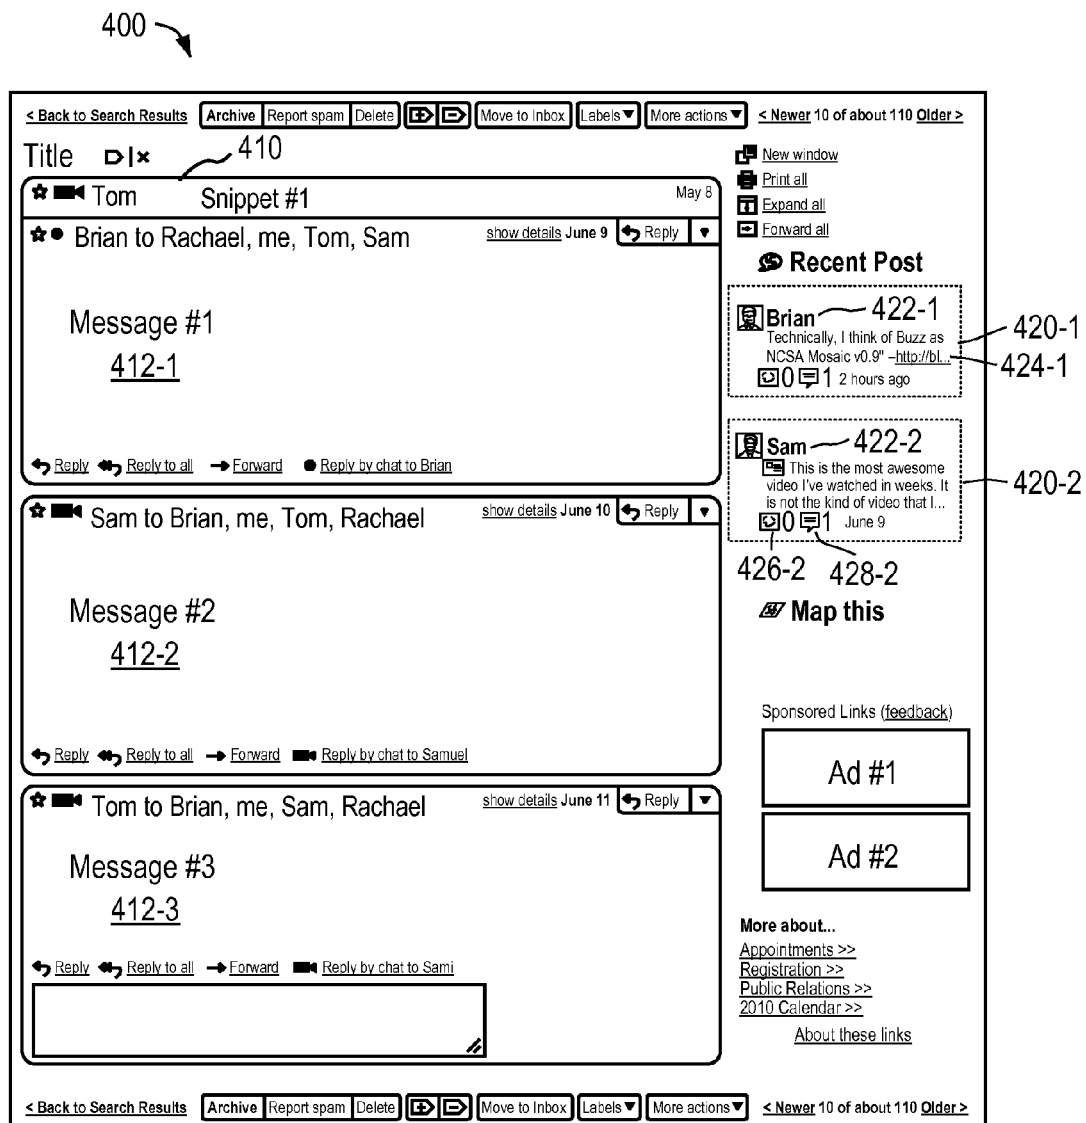 400
< Back to Search Results Archive Report spam Delete Move to Inbox Labels More actions < Newer 10 of about 110 Older >
Title 410
Tom Snippet #1 May 8
Brian to Rachael, me, Tom, Sam show details June 9 Reply
Message #1
412-1
Reply Reply to all Forward Reply by chat to Brian
Sam to Brian, me, Tom, Rachael show details June 10 Reply
Message #2
412-2
Reply Reply to all Forward Reply by chat to Samuel
Tom to Brian, me, Sam, Rachael show details June 11 Reply
Message #3
412-3
Reply Reply to all Forward Reply by chat to Sami
New window
Print all
Expand all
Forward all
Recent Post
Brian 422-1
420-1
Technically, I think of Buzz as
NCSA Mosaic v0.9" –http://bl...
424-1
0 1 2 hours ago
Sam 422-2
This is the most awesome
video I've watched in weeks. It
420-2
is not the kind of video that I...
0 1 June 9
426-2 428-2
Map this
Sponsored Links (feedback)
Ad #1
Ad #2
More about...
Appointments >>
Registration >>
Public Relations >>
2010 Calendar >>
About these links
< Back to Search Results Archive Report spam Delete Move to Inbox Labels More actions < Newer 10 of about 110 Older >